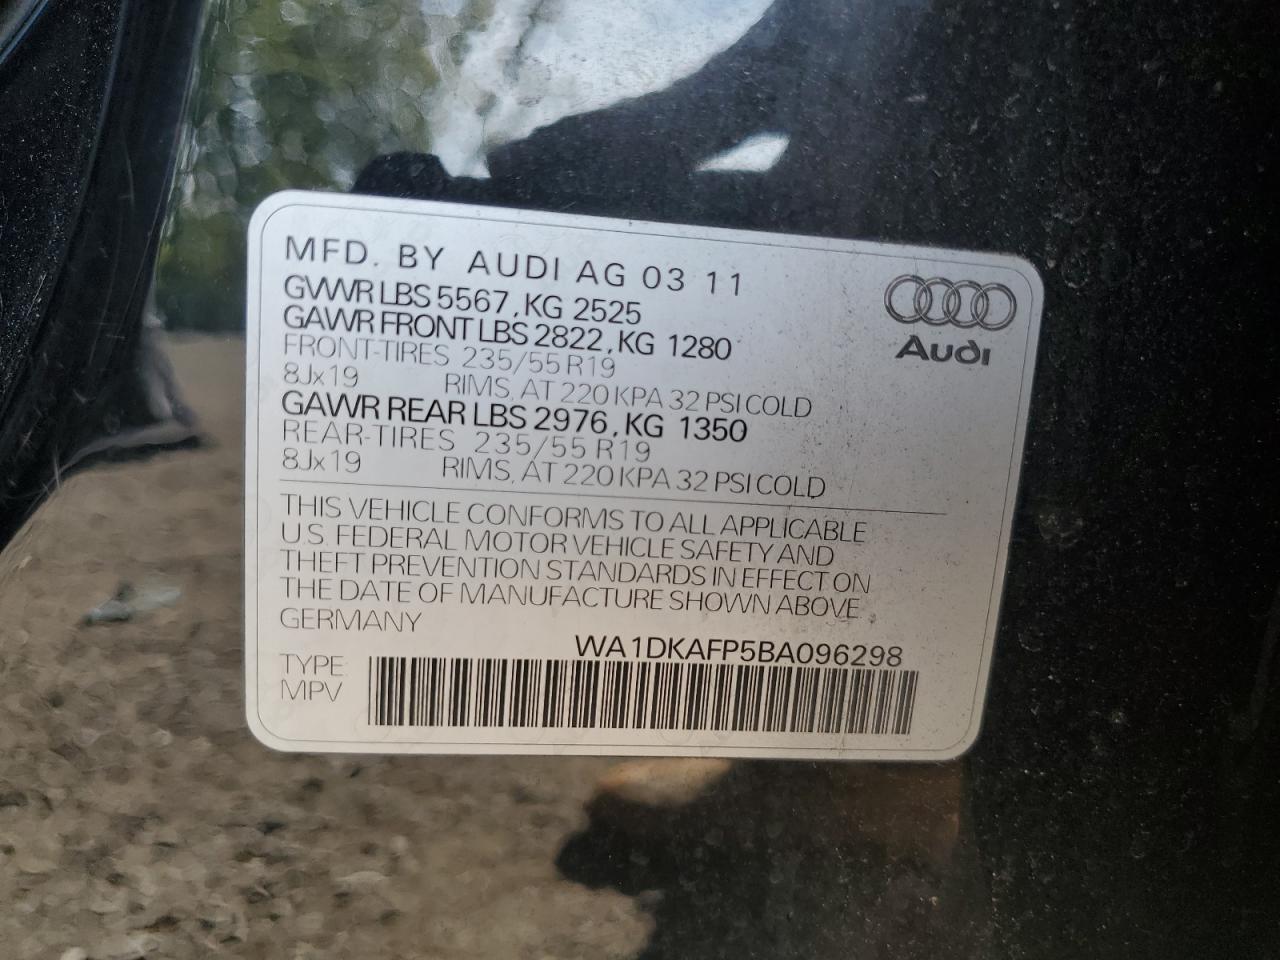 MFD. BY AUDI AG 03 11
GVWR LBS 5567, KG 2525
GAWR FRONT LBS 2822, KG 1280
FRONT-TIRES 235/55 R19
8Jx19 RIMS, AT 220 KPA 32 PSI COLD
GAWR REAR LBS 2976, KG 1350
REAR-TIRES 235/55 R19
8Jx19 RIMS, AT 220 KPA 32 PSI COLD
Audi
THIS VEHICLE CONFORMS TO ALL APPLICABLE
U.S. FEDERAL MOTOR VEHICLE SAFETY AND
THEFT PREVENTION STANDARDS IN EFFECT ON
THE DATE OF MANUFACTURE SHOWN ABOVE.
GERMANY
WA1DKAFP5BA096298
TYPE
MPV